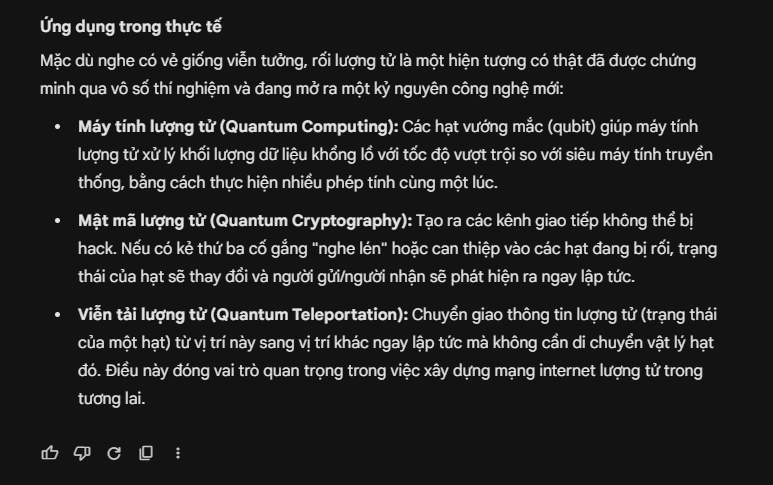 Ứng dụng trong thực tế
Mặc dù nghe có vẻ giống viễn tưởng, rối lượng tử là một hiện tượng có thật đã được chứng
minh qua vô số thí nghiệm và đang mở ra một kỷ nguyên công nghệ mới:
• Máy tính lượng tử (Quantum Computing): Các hạt vướng mắc (qubit) giúp máy tính
lượng tử xử lý khối lượng dữ liệu khổng lồ với tốc độ vượt trội so với siêu máy tính truyền
thống, bằng cách thực hiện nhiều phép tính cùng một lúc.
• Mật mã lượng tử (Quantum Cryptography): Tạo ra các kênh giao tiếp không thể bị
hack. Nếu có kẻ thứ ba cố gắng "nghe lén" hoặc can thiệp vào các hạt đang bị rối, trạng
thái của hạt sẽ thay đổi và người gửi/người nhận sẽ phát hiện ra ngay lập tức.
• Viễn tải lượng tử (Quantum Teleportation): Chuyển giao thông tin lượng tử (trạng thái
của một hạt) từ vị trí này sang vị trí khác ngay lập tức mà không cần di chuyển vật lý hạt
đó. Điều này đóng vai trò quan trọng trong việc xây dựng mạng internet lượng tử trong
tương lai.